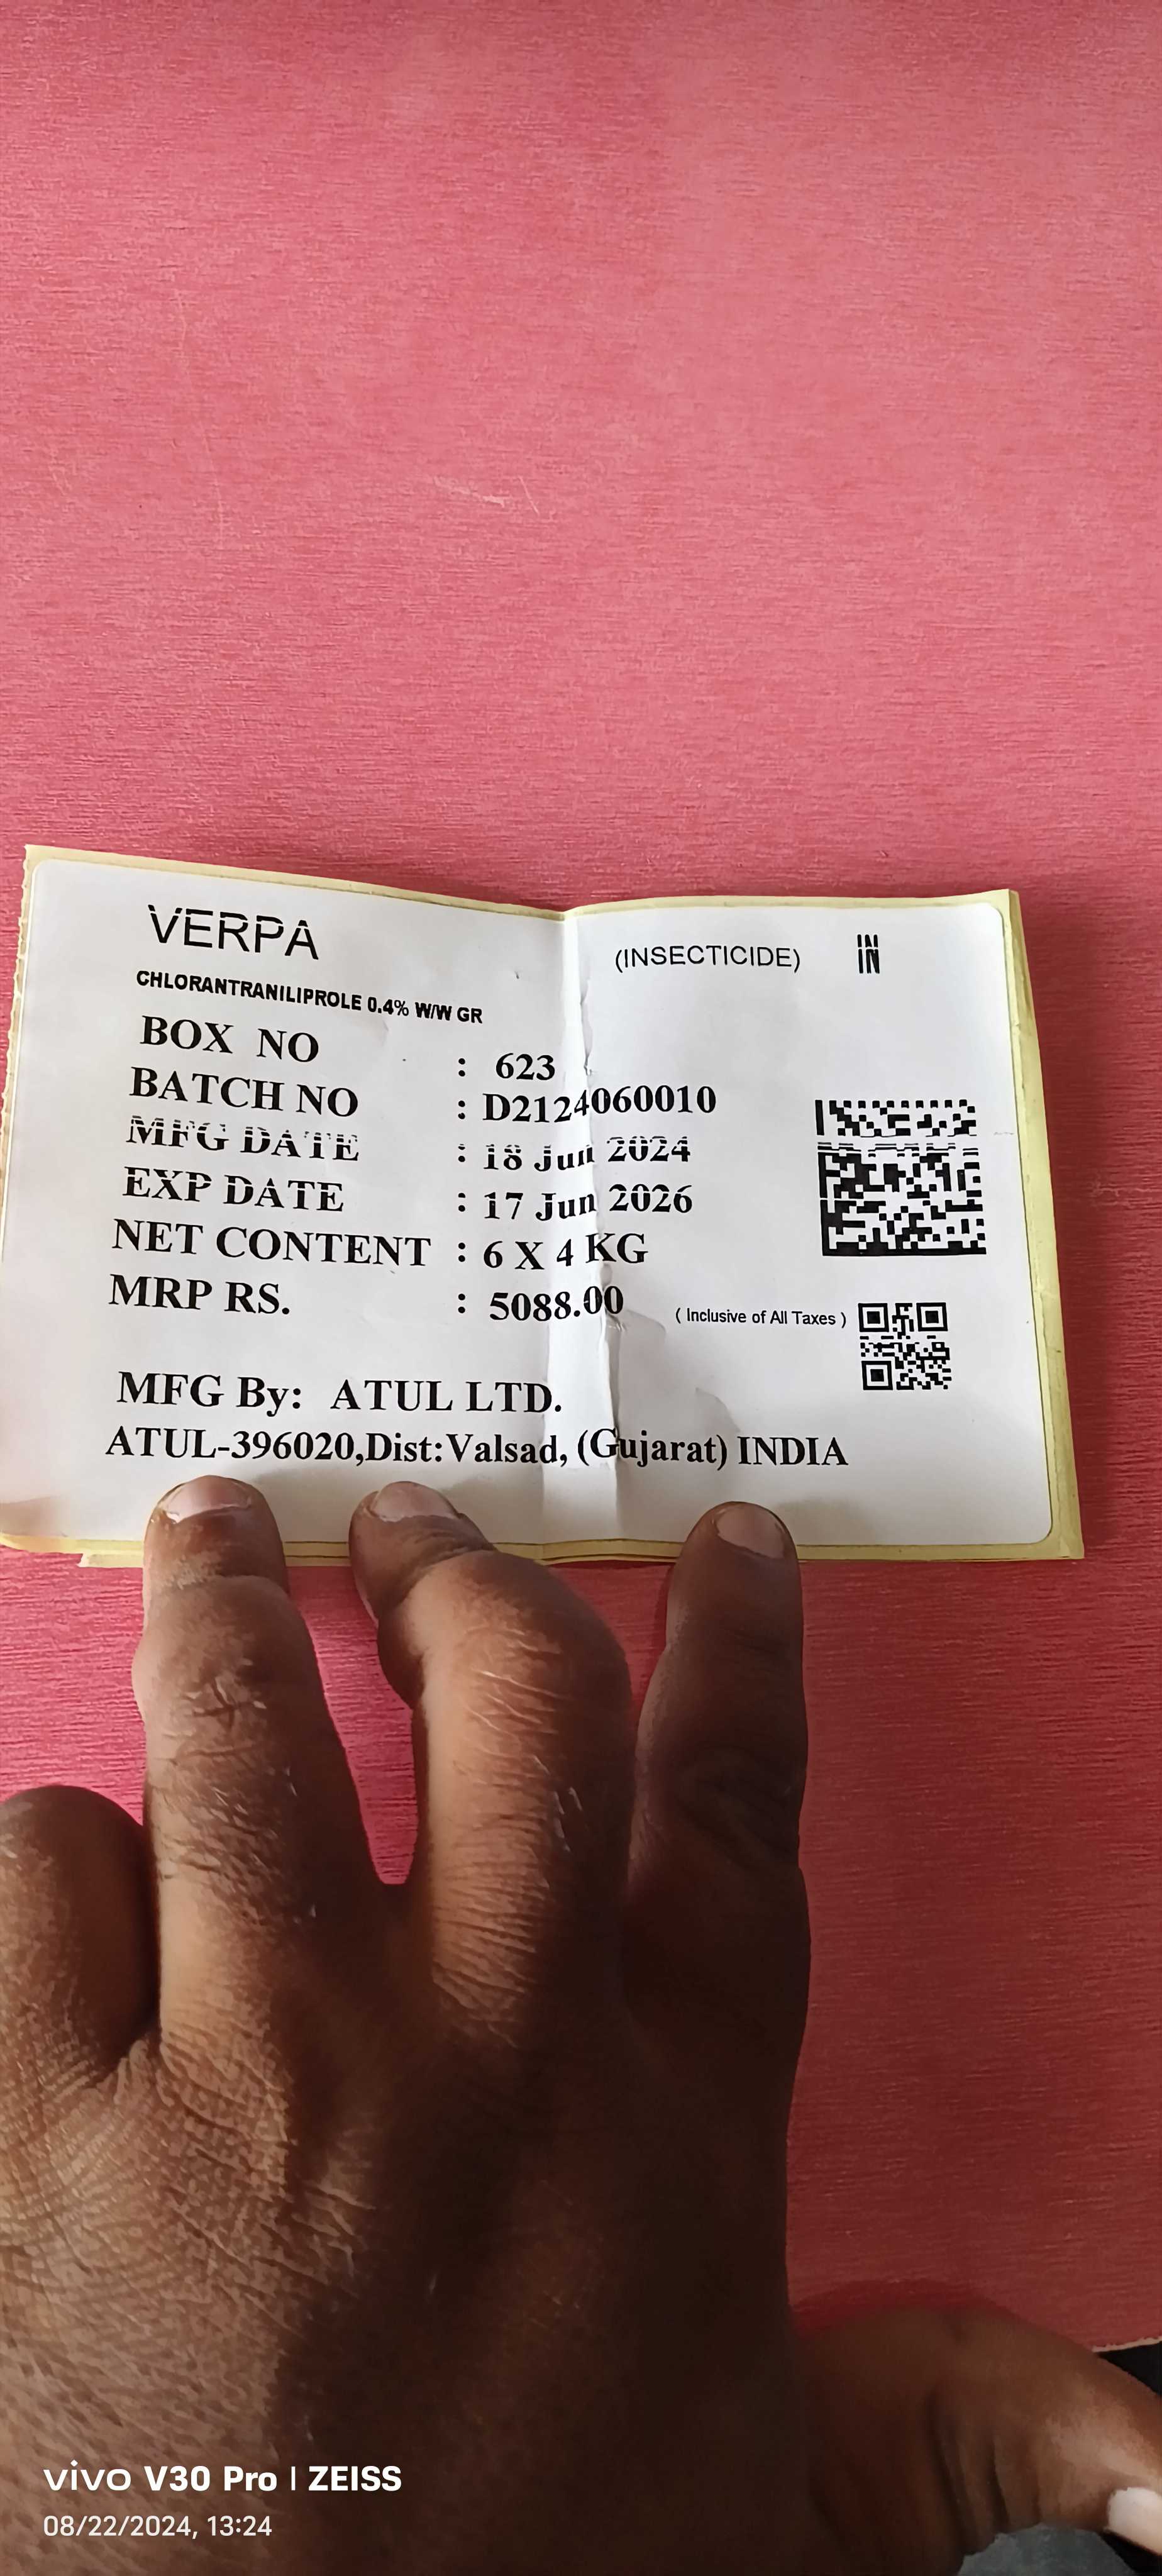 VERPA (INSECTICIDE) IN
CHLORANTRANILIPROLE 0.4% W/W GR
BOX NO : 623
BATCH NO : D2124060010
MFG DATE : 18 Jun 2024
EXP DATE : 17 Jun 2026
NET CONTENT : 6 X 4 KG
MRP RS. : 5088.00 ( Inclusive of All Taxes )
MFG By: ATUL LTD.
ATUL-396020,Dist:Valsad, (Gujarat) INDIA
vivo V30 Pro | ZEISS
08/22/2024, 13:24